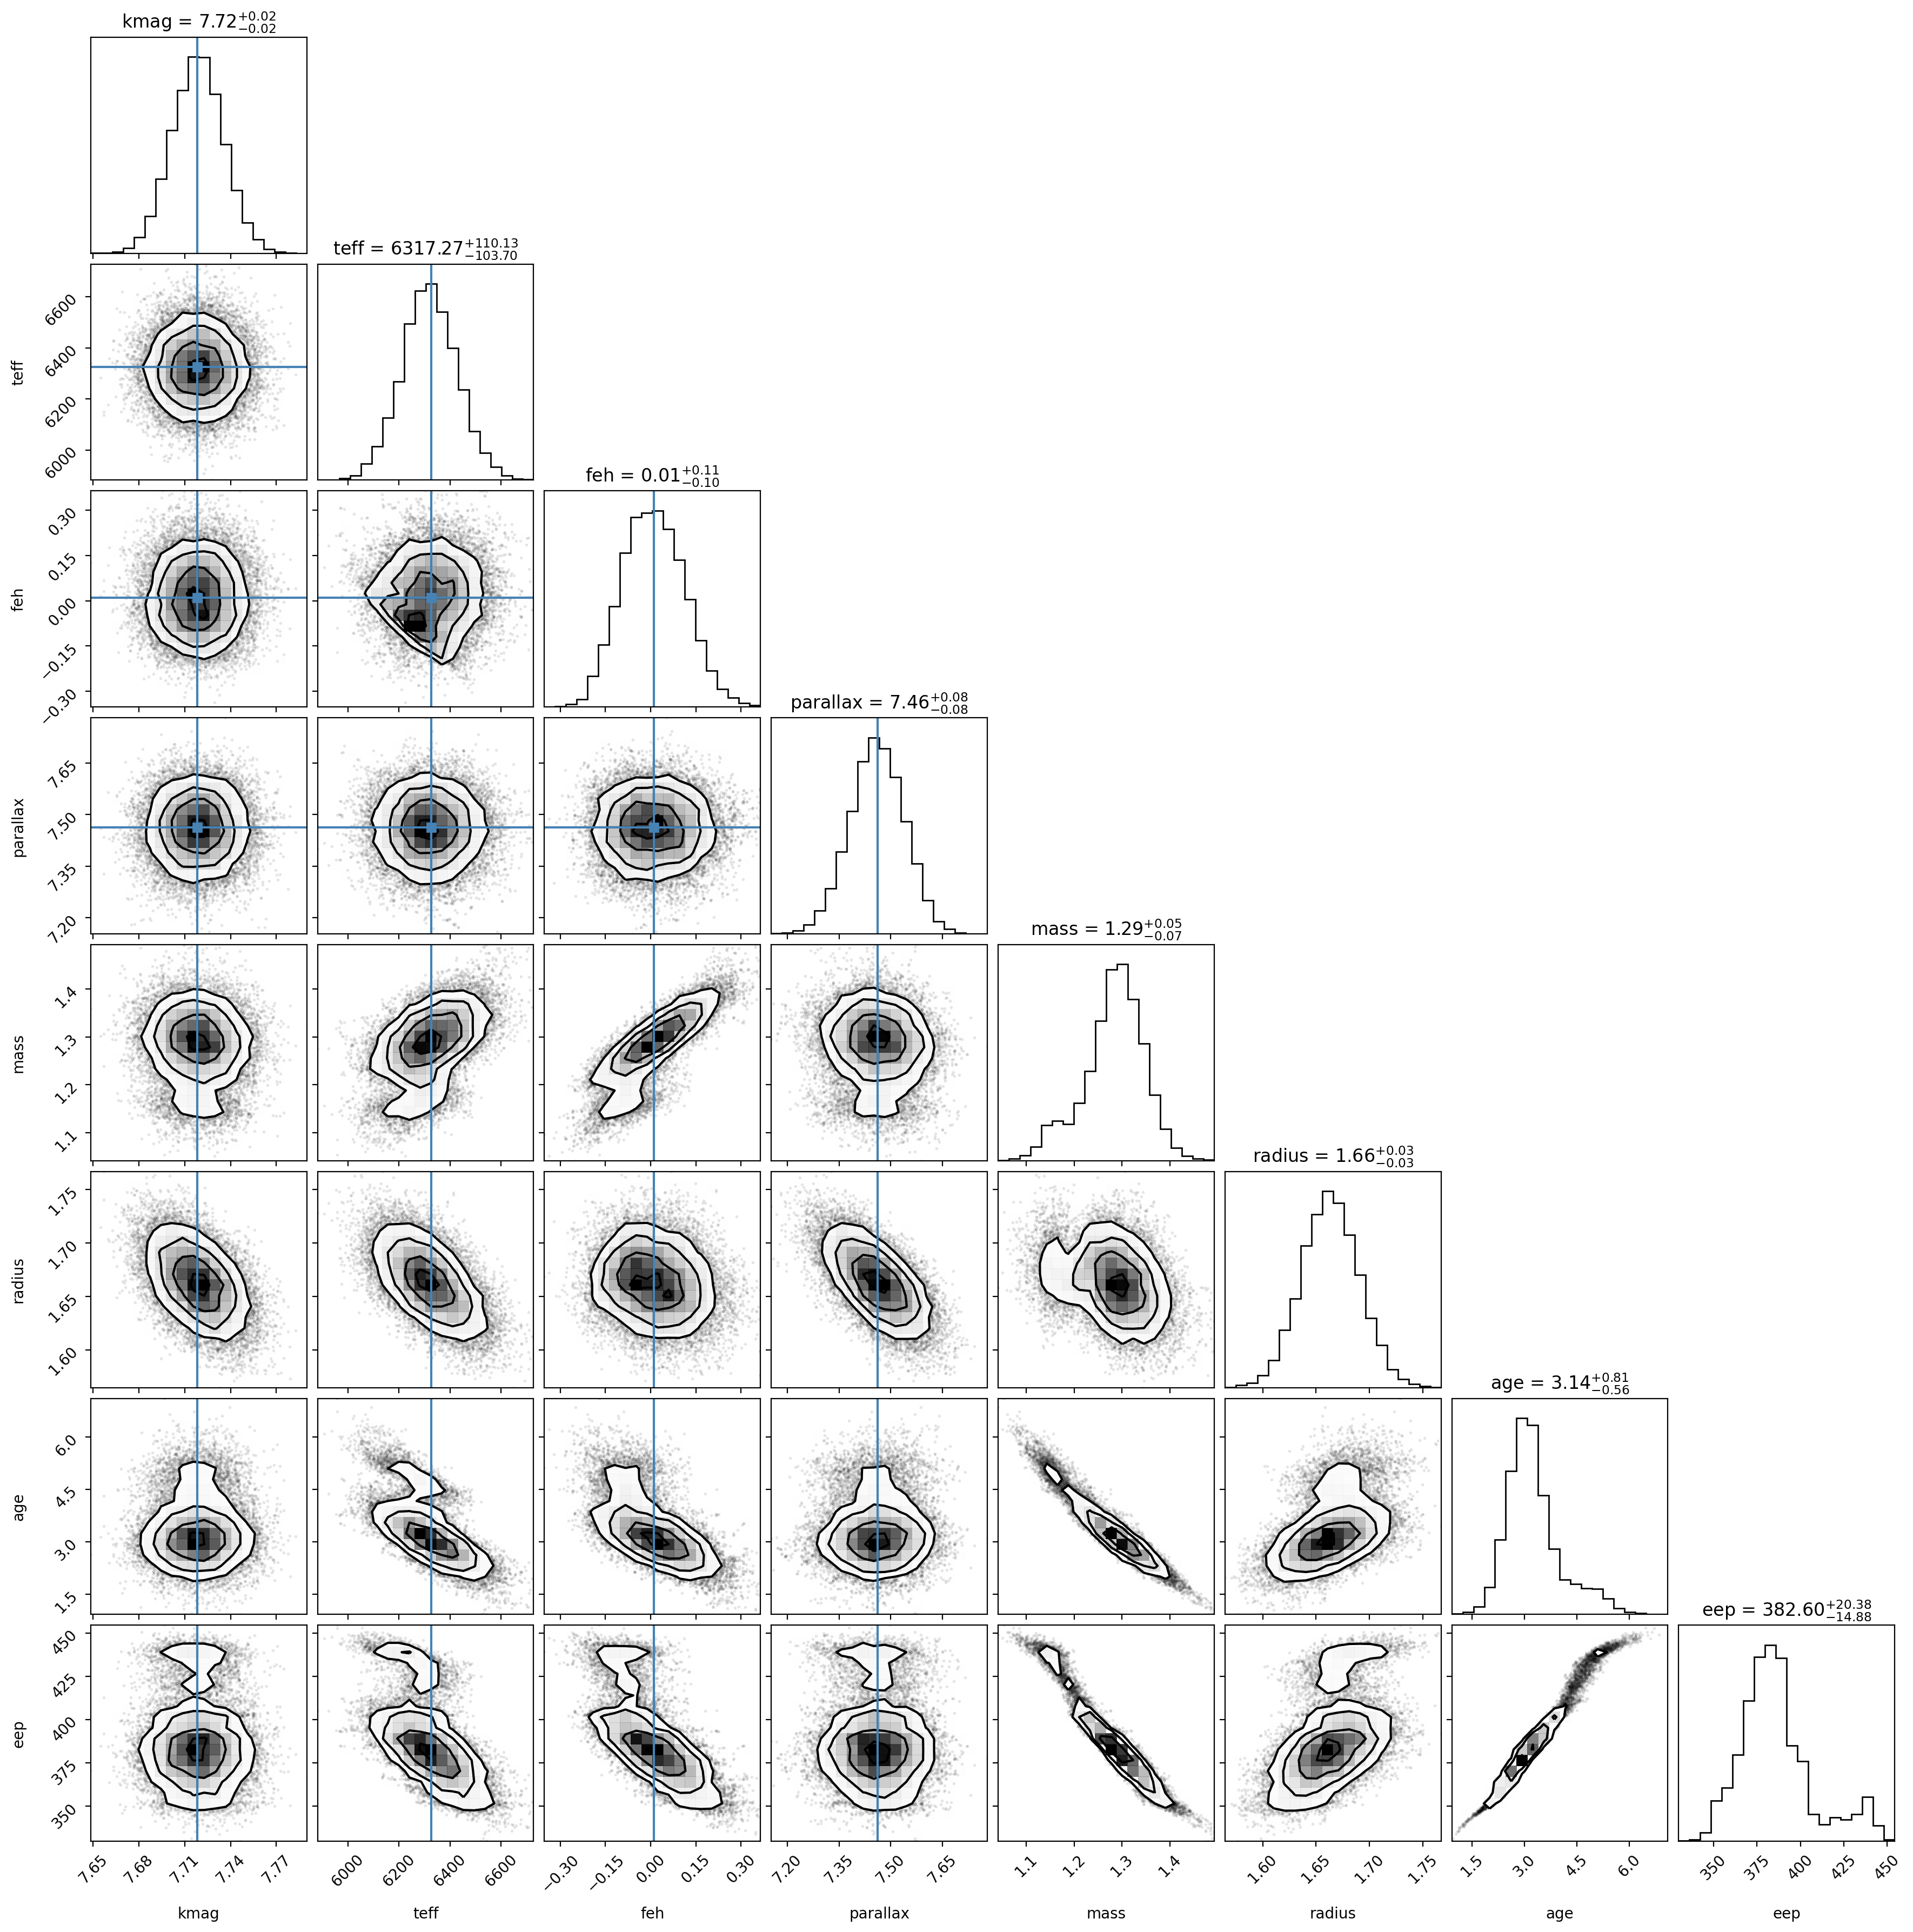 kmag = 7.72+0.02−0.02
teff = 6317.27+110.13−103.70
6600
6400
6200
6000
teff
feh = 0.01+0.11−0.10
0.30
0.15
0.00
−0.15
−0.30
feh
parallax = 7.46+0.08−0.08
7.65
7.50
7.35
7.20
parallax
mass = 1.29+0.05−0.07
1.4
1.3
1.2
1.1
mass
radius = 1.66+0.03−0.03
1.75
1.70
1.65
1.60
radius
age = 3.14+0.81−0.56
6.0
4.5
3.0
1.5
age
eep = 382.60+20.38−14.88
450
425
400
375
350
eep
7.65 7.68 7.71 7.74 7.77 6000 6200 6400 6600 −0.30 −0.15 0.00 0.15 0.30 7.20 7.35 7.50 7.65 1.1 1.2 1.3 1.4 1.60 1.65 1.70 1.75 1.5 3.0 4.5 6.0 350 375 400 425 450
kmag teff feh parallax mass radius age eep